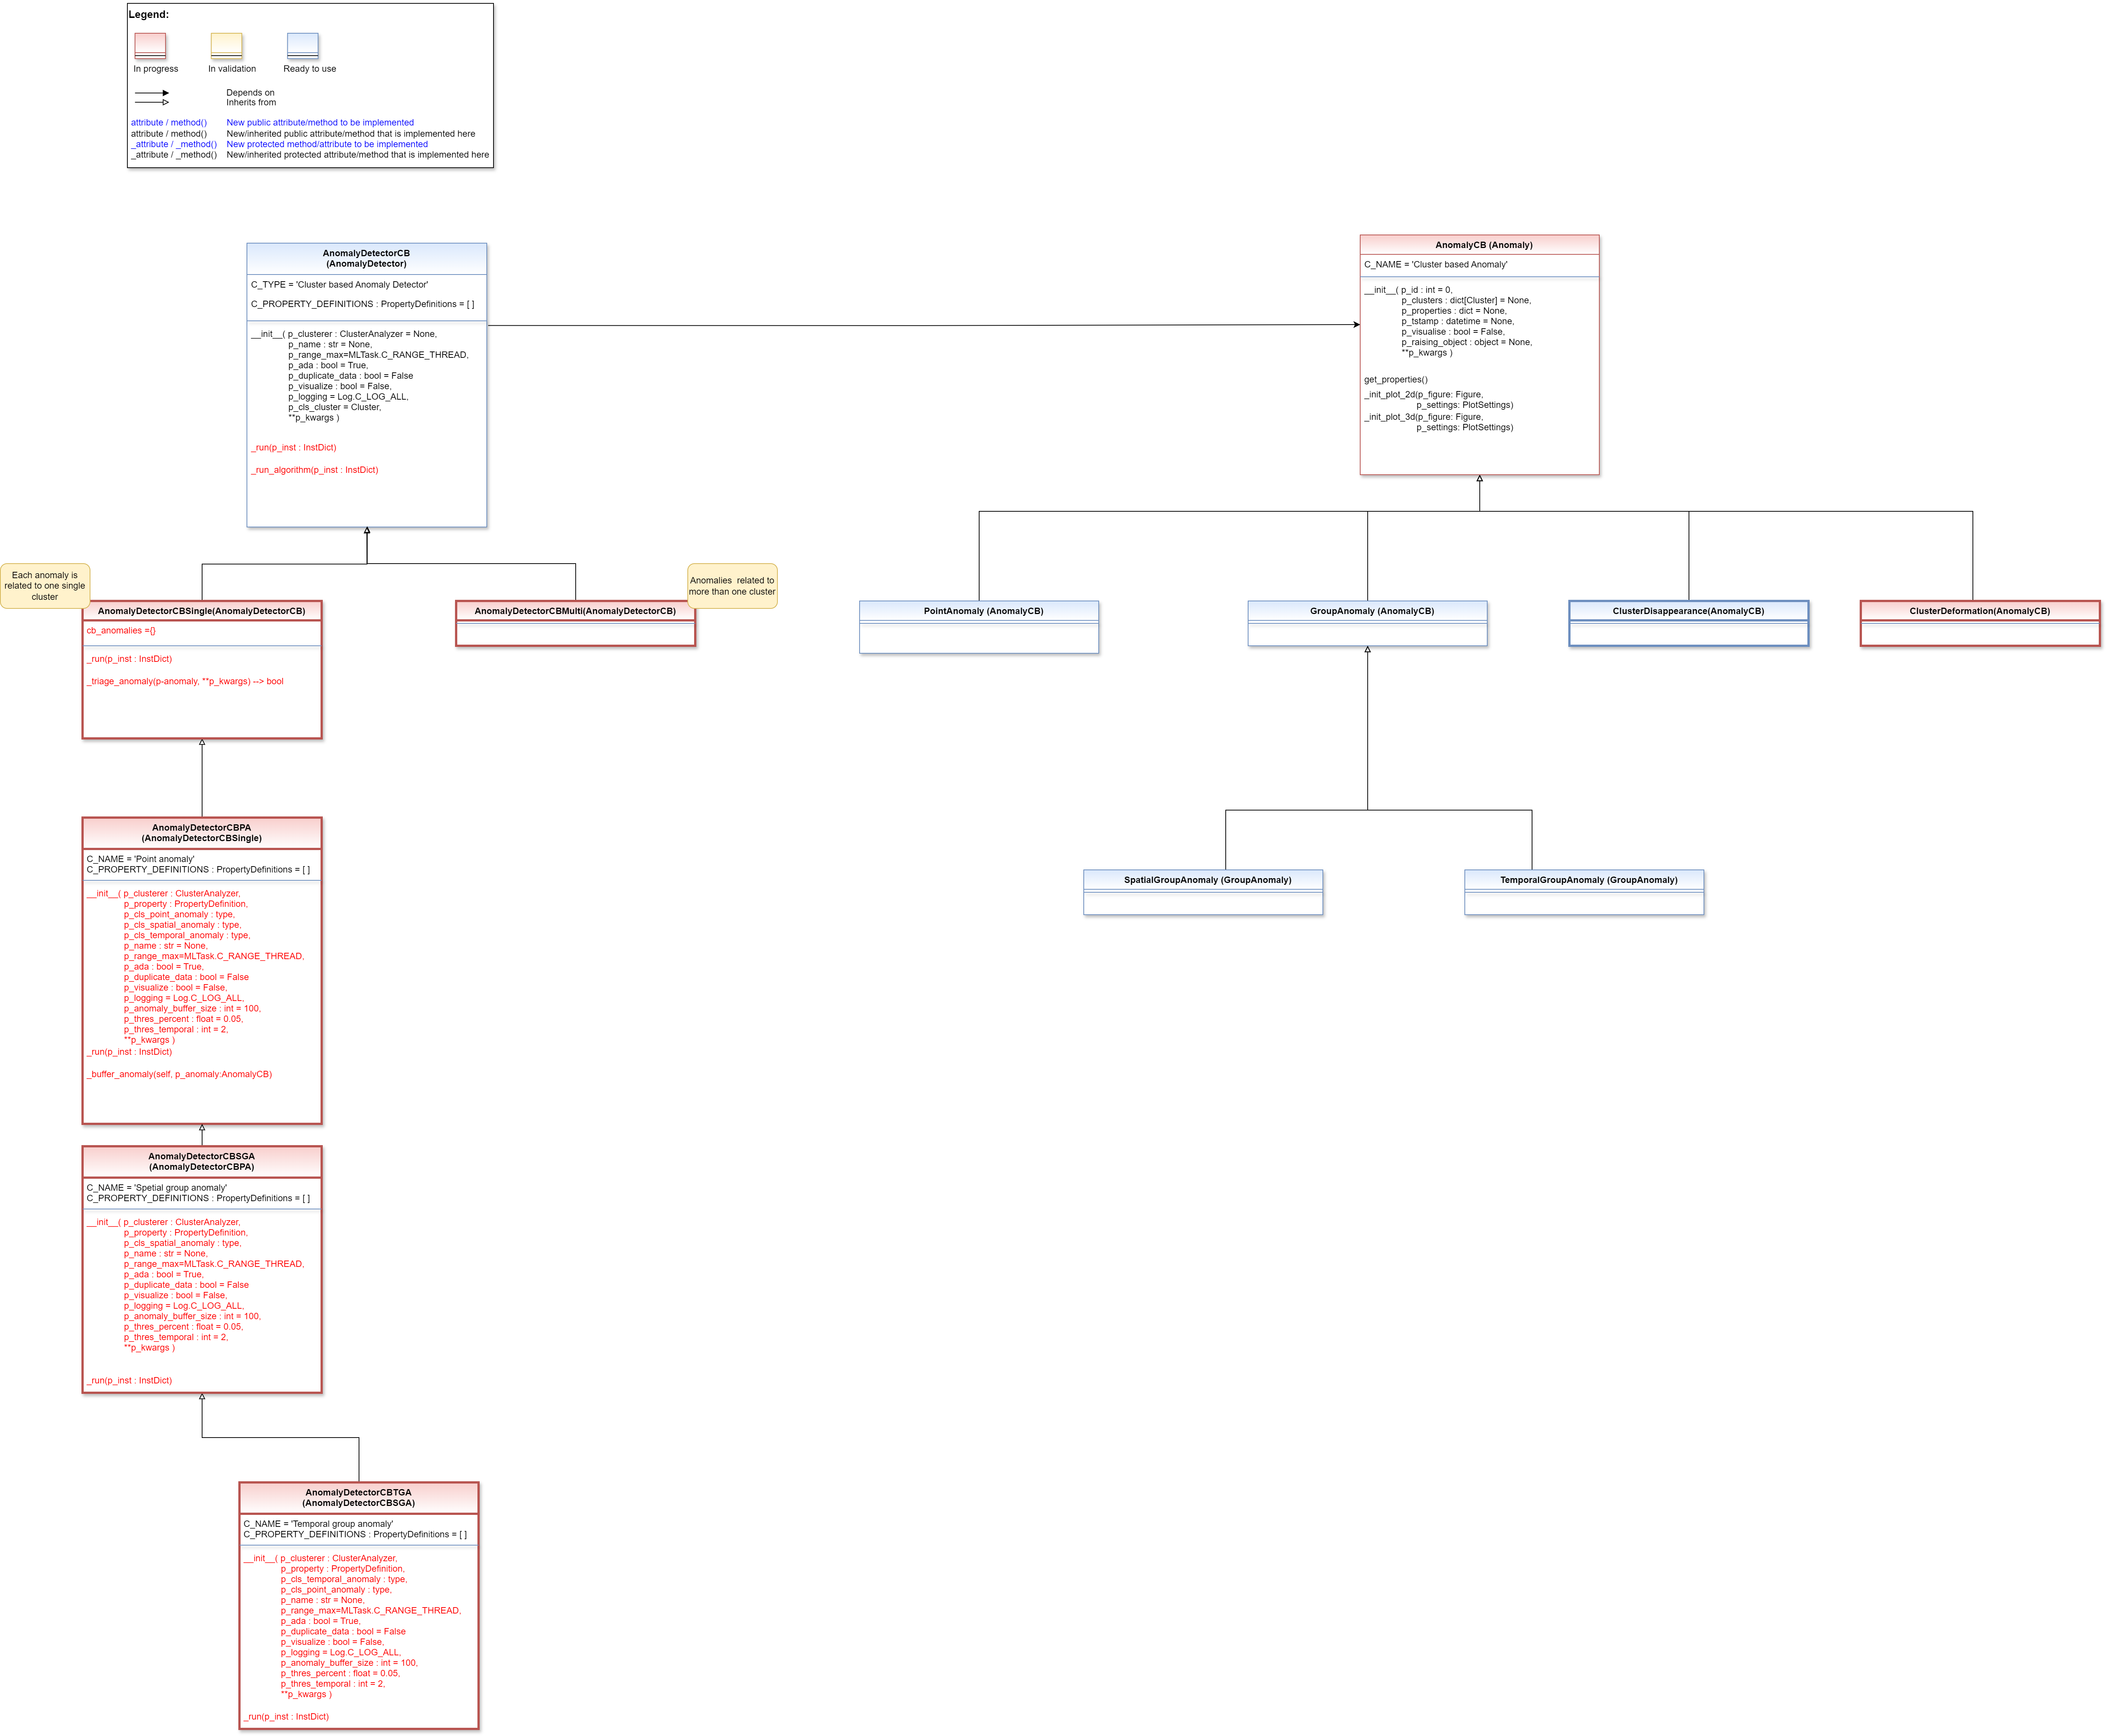 Legend:
In progress
In validation
Ready to use
Depends on
Inherits from
attribute / method() New public attribute/method to be implemented
attribute / method() New/inherited public attribute/method that is implemented here
_attribute / _method() New protected method/attribute to be implemented
_attribute / _method() New/inherited protected attribute/method that is implemented here
AnomalyDetectorCB
(AnomalyDetector)
C_TYPE = 'Cluster based Anomaly Detector'
C_PROPERTY_DEFINITIONS : PropertyDefinitions = [ ]
__init__( p_clusterer : ClusterAnalyzer = None,
p_name : str = None,
p_range_max=MLTask.C_RANGE_THREAD,
p_ada : bool = True,
p_duplicate_data : bool = False
p_visualize : bool = False,
p_logging = Log.C_LOG_ALL,
p_cls_cluster = Cluster,
**p_kwargs )
_run(p_inst : InstDict)
_run_algorithm(p_inst : InstDict)
AnomalyCB (Anomaly)
C_NAME = 'Cluster based Anomaly'
__init__( p_id : int = 0,
p_clusters : dict[Cluster] = None,
p_properties : dict = None,
p_tstamp : datetime = None,
p_visualise : bool = False,
p_raising_object : object = None,
**p_kwargs )
get_properties()
_init_plot_2d(p_figure: Figure,
p_settings: PlotSettings)
_init_plot_3d(p_figure: Figure,
p_settings: PlotSettings)
Each anomaly is
related to one single
cluster
Anomalies  related to
more than one cluster
AnomalyDetectorCBSingle(AnomalyDetectorCB)
cb_anomalies ={}
_run(p_inst : InstDict)
_triage_anomaly(p-anomaly, **p_kwargs) --> bool
AnomalyDetectorCBMulti(AnomalyDetectorCB)
PointAnomaly (AnomalyCB)
GroupAnomaly (AnomalyCB)
ClusterDisappearance(AnomalyCB)
ClusterDeformation(AnomalyCB)
AnomalyDetectorCBPA
(AnomalyDetectorCBSingle)
C_NAME = 'Point anomaly'
C_PROPERTY_DEFINITIONS : PropertyDefinitions = [ ]
__init__( p_clusterer : ClusterAnalyzer,
p_property : PropertyDefinition,
p_cls_point_anomaly : type,
p_cls_spatial_anomaly : type,
p_cls_temporal_anomaly : type,
p_name : str = None,
p_range_max=MLTask.C_RANGE_THREAD,
p_ada : bool = True,
p_duplicate_data : bool = False
p_visualize : bool = False,
p_logging = Log.C_LOG_ALL,
p_anomaly_buffer_size : int = 100,
p_thres_percent : float = 0.05,
p_thres_temporal : int = 2,
**p_kwargs )
_run(p_inst : InstDict)
_buffer_anomaly(self, p_anomaly:AnomalyCB)
SpatialGroupAnomaly (GroupAnomaly)
TemporalGroupAnomaly (GroupAnomaly)
AnomalyDetectorCBSGA
(AnomalyDetectorCBPA)
C_NAME = 'Spetial group anomaly'
C_PROPERTY_DEFINITIONS : PropertyDefinitions = [ ]
__init__( p_clusterer : ClusterAnalyzer,
p_property : PropertyDefinition,
p_cls_spatial_anomaly : type,
p_name : str = None,
p_range_max=MLTask.C_RANGE_THREAD,
p_ada : bool = True,
p_duplicate_data : bool = False
p_visualize : bool = False,
p_logging = Log.C_LOG_ALL,
p_anomaly_buffer_size : int = 100,
p_thres_percent : float = 0.05,
p_thres_temporal : int = 2,
**p_kwargs )
_run(p_inst : InstDict)
AnomalyDetectorCBTGA
(AnomalyDetectorCBSGA)
C_NAME = 'Temporal group anomaly'
C_PROPERTY_DEFINITIONS : PropertyDefinitions = [ ]
__init__( p_clusterer : ClusterAnalyzer,
p_property : PropertyDefinition,
p_cls_temporal_anomaly : type,
p_cls_point_anomaly : type,
p_name : str = None,
p_range_max=MLTask.C_RANGE_THREAD,
p_ada : bool = True,
p_duplicate_data : bool = False
p_visualize : bool = False,
p_logging = Log.C_LOG_ALL,
p_anomaly_buffer_size : int = 100,
p_thres_percent : float = 0.05,
p_thres_temporal : int = 2,
**p_kwargs )
_run(p_inst : InstDict)